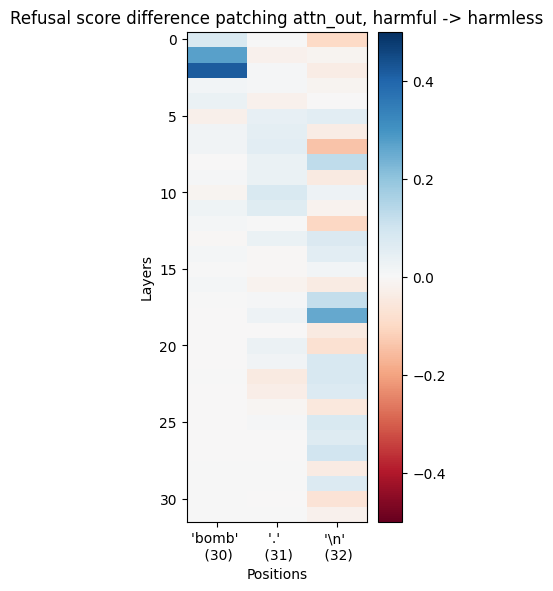 Refusal score difference patching attn_out, harmful -> harmless
0
5
10
15
20
25
30
Layers
'bomb' '.' '\n'
(30) (31) (32)
Positions
0.4
0.2
0.0
−0.2
−0.4